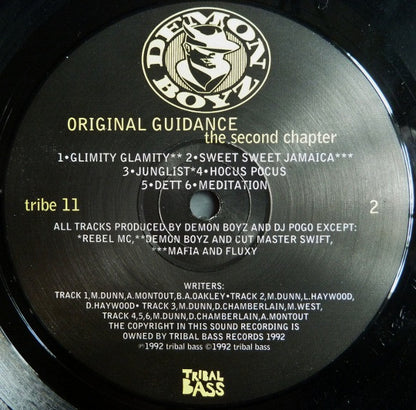 DEMON
BOYZ
ORIGINAL GUIDANCE
the second chapter
1•GLIMITY GLAMITY** 2•SWEET SWEET JAMAICA***
3•JUNGLIST*4•HOCUS POCUS
5•DETT 6•MEDITATION
tribe 11
2
ALL TRACKS PRODUCED BY DEMON BOYZ AND DJ POGO EXCEPT:
*REBEL MC,**DEMON BOYZ AND CUT MASTER SWIFT,
***MAFIA AND FLUXY
WRITERS:
TRACK 1,M.DUNN,A.MONTOUT,B.A.OAKLEY•TRACK 2,M.DUNN,L.HAYWOOD,
D.HAYWOOD• TRACK 3,M.DUNN,D.CHAMBERLAIN,M.WEST,
TRACK 4,5,6,M.DUNN,D.CHAMBERLAIN,A.MONTOUT
THE COPYRIGHT IN THIS SOUND RECORDING IS
OWNED BY TRIBAL BASS RECORDS 1992
℗1992 tribal bass ©1992 tribal bass
TRIBAL
BASS